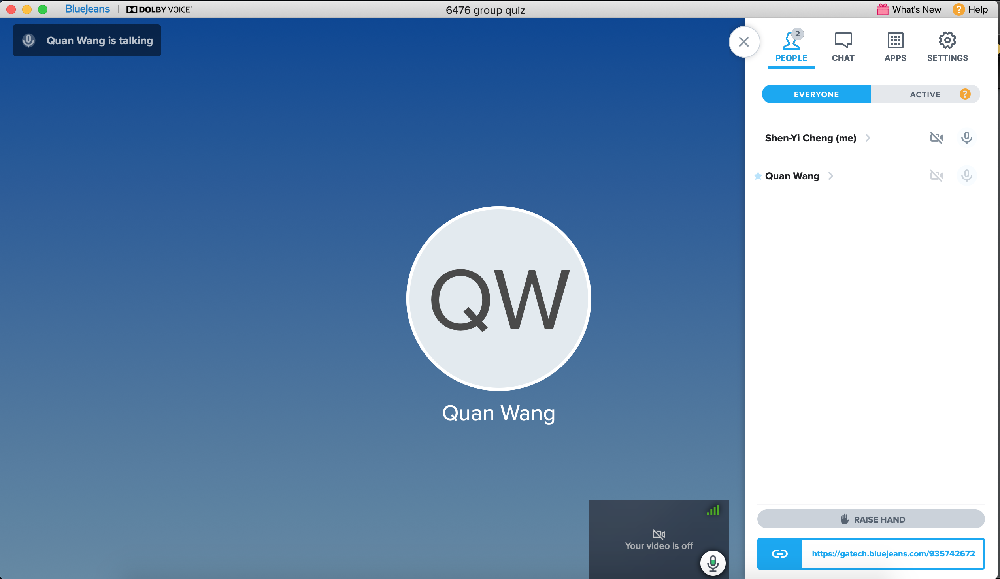 BlueJeans | DOLBY VOICE
6476 group quiz
What's New
? Help
Quan Wang is talking
2
PEOPLE
CHAT
APPS
SETTINGS
EVERYONE
ACTIVE ?
Shen-Yi Cheng (me)
Quan Wang
QW
Quan Wang
Your video is off
RAISE HAND
https://gatech.bluejeans.com/935742672